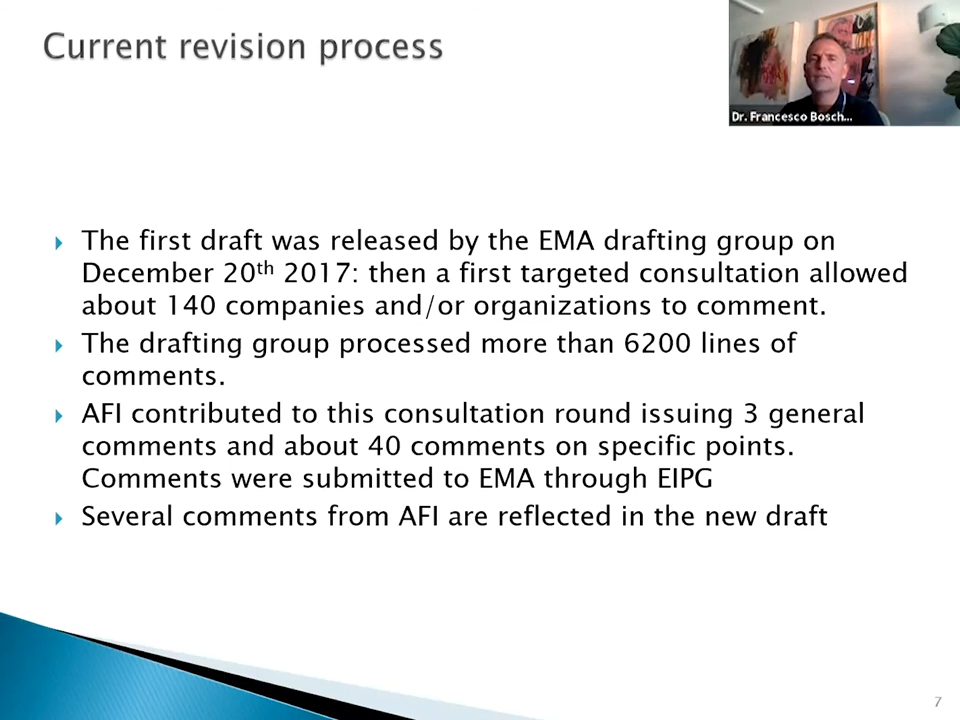 Current revision process
Dr. Francesco Bosch...
The first draft was released by the EMA drafting group on
December 20th 2017: then a first targeted consultation allowed
about 140 companies and/or organizations to comment.
The drafting group processed more than 6200 lines of
comments.
AFI contributed to this consultation round issuing 3 general
comments and about 40 comments on specific points.
Comments were submitted to EMA through EIPG
Several comments from AFI are reflected in the new draft
7